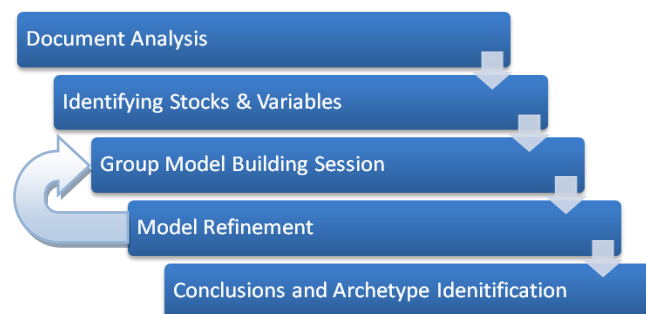 Document Analysis
Identifying Stocks & Variables
Group Model Building Session
Model Refinement
Conclusions and Archetype Idenitification